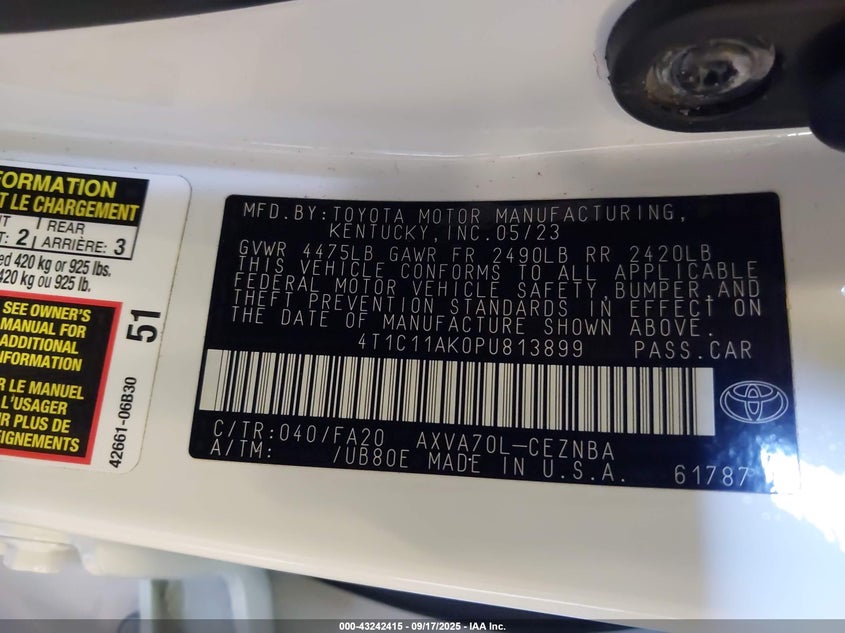 FORMATION
T LE CHARGEMENT
REAR
2 ARRIÈRE: 3
ed 420 kg or 925 lbs.
420 kg ou 925 lb.
SEE OWNER'S
MANUAL FOR
ADDITIONAL
INFORMATION
R LE MANUEL
L'USAGER
UR PLUS DE
SEIGNEMENTS
51
42661-06B30
MFD.BY:TOYOTA MOTOR MANUFACTURING,
KENTUCKY,INC.05/23
GVWR 4475LB GAWR FR 2490LB RR 2420LB
THIS VEHICLE CONFORMS TO ALL APPLICABLE
FEDERAL MOTOR VEHICLE SAFETY,BUMPER,AND
THEFT PREVENTION STANDARDS IN EFFECT ON
THE DATE OF MANUFACTURE SHOWN ABOVE.
4T1C11AK0PU813899 PASS.CAR
C/TR:040/FA20 AXVA70L-CEZNBA
A/TM: /UB80E MADE IN U.S.A. 61787
000-43242415 - 09/17/2025 - IAA Inc.